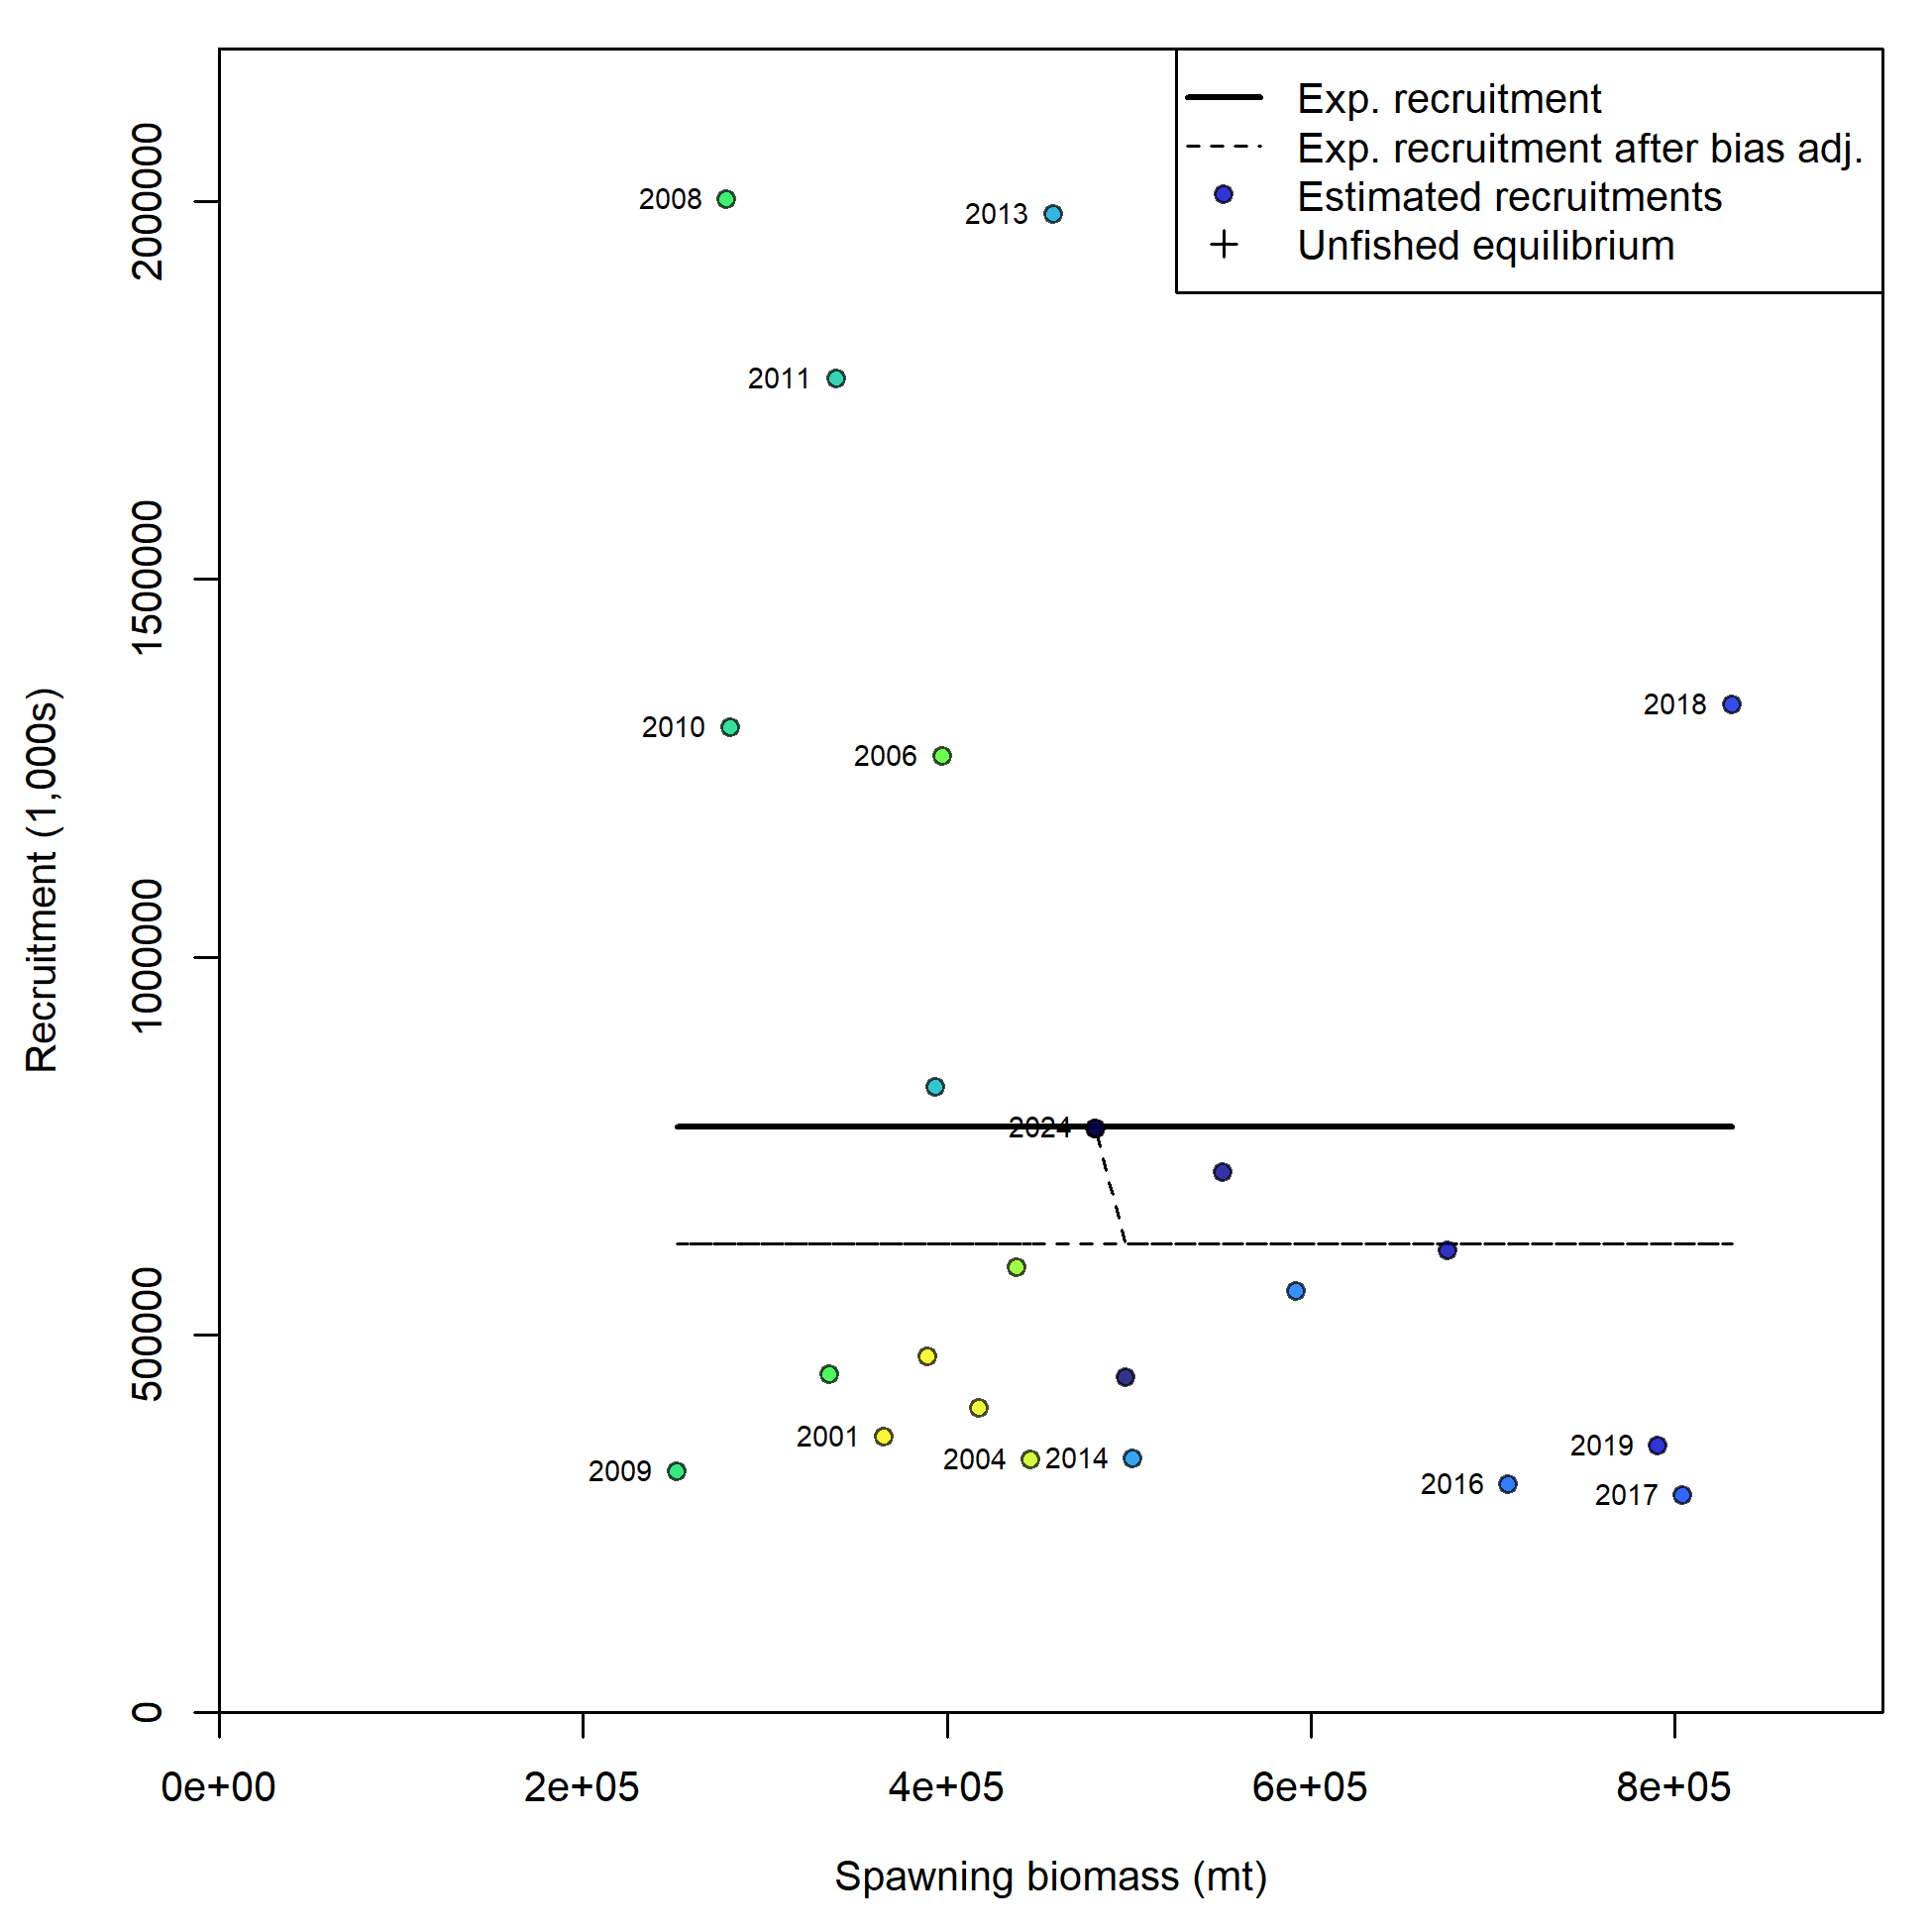 Exp. recruitment
Exp. recruitment after bias adj.
Estimated recruitments
Unfished equilibrium
2008
2013
2011
2018
2010
2006
2024
2001
2009
2004
2014
2019
2016
2017
Recruitment (1,000s)
2000000
1500000
1000000
500000
0
0e+00
2e+05
4e+05
6e+05
8e+05
Spawning biomass (mt)